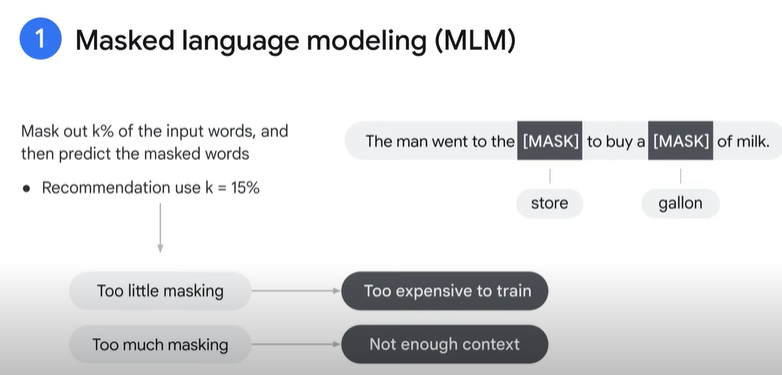 1 Masked language modeling (MLM)
Mask out k% of the input words, and
then predict the masked words
• Recommendation use k = 15%
The man went to the [MASK] to buy a [MASK] of milk.
store gallon
Too little masking Too expensive to train
Too much masking Not enough context